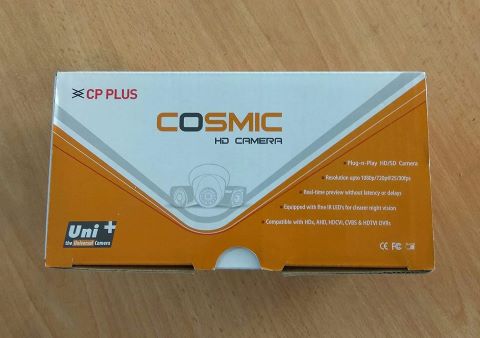 CP PLUS
COSMIC
HD CAMERA
• Plug-n-Play HD/SD Camera
• Resolution upto 1080p/720p@25/30fps
• Real-time preview without latency or delays
• Equipped with fine IR LED's for clearer night vision
• Compatible with HDx, AHD, HDCVI, CVBS & HDTVI DVRs
Uni+
the Universal Camera
CE FC